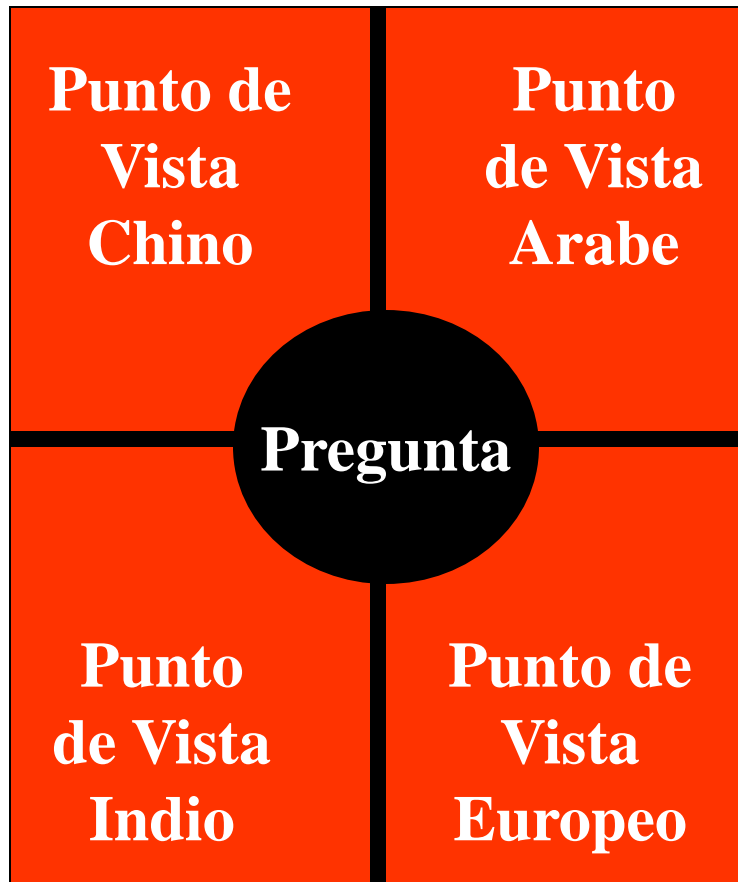 Punto de
Vista
Chino
Punto
de Vista
Arabe
Pregunta
Punto
de Vista
Indio
Punto de
Vista
Europeo